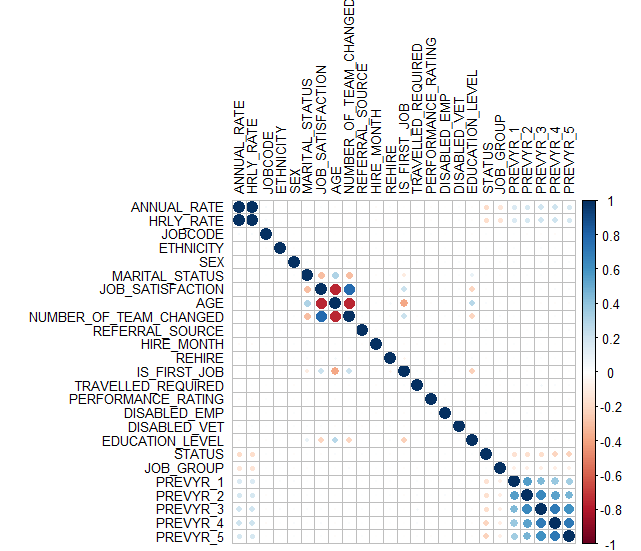 ANNUAL_RATE
HRLY_RATE
JOBCODE
ETHNICITY
SEX
MARITAL_STATUS
JOB_SATISFACTION
AGE
NUMBER_OF_TEAM_CHANGED
REFERRAL_SOURCE
HIRE_MONTH
REHIRE
IS_FIRST_JOB
TRAVELLED_REQUIRED
PERFORMANCE_RATING
DISABLED_EMP
DISABLED_VET
EDUCATION_LEVEL
STATUS
JOB_GROUP
PREVYR_1
PREVYR_2
PREVYR_3
PREVYR_4
PREVYR_5
ANNUAL_RATE
HRLY_RATE
JOBCODE
ETHNICITY
SEX
MARITAL_STATUS
JOB_SATISFACTION
AGE
NUMBER_OF_TEAM_CHANGED
REFERRAL_SOURCE
HIRE_MONTH
REHIRE
IS_FIRST_JOB
TRAVELLED_REQUIRED
PERFORMANCE_RATING
DISABLED_EMP
DISABLED_VET
EDUCATION_LEVEL
STATUS
JOB_GROUP
PREVYR_1
PREVYR_2
PREVYR_3
PREVYR_4
PREVYR_5
1
0.8
0.6
0.4
0.2
0
-0.2
-0.4
-0.6
-0.8
-1